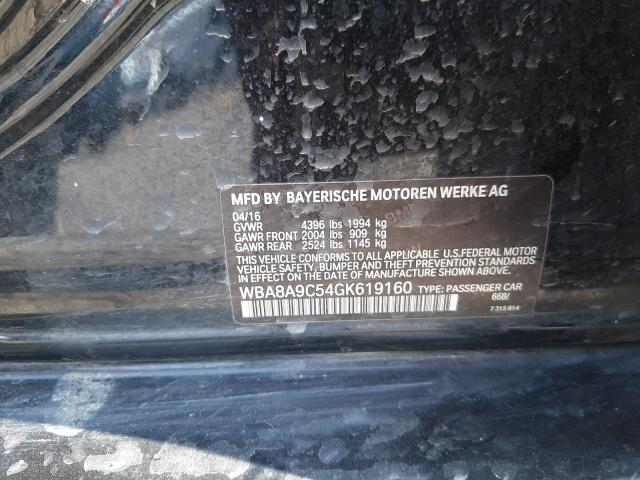 MFD BY BAYERISCHE MOTOREN WERKE AG
04/16
GVWR 4396 lbs 1994 kg
GAWR FRONT 2004 lbs 909 kg
GAWR REAR 2524 lbs 1145 kg
THIS VEHICLE CONFORMS TO ALL APPLICABLE U.S.FEDERAL MOTOR
VEHICLE SAFETY, BUMPER AND THEFT PREVENTION STANDARDS
IN EFFECT ON THE DATE OF MANUFACTURE SHOWN ABOVE.
WBA8A9C54GK619160 TYPE: PASSENGER CAR
668/
7 315 814